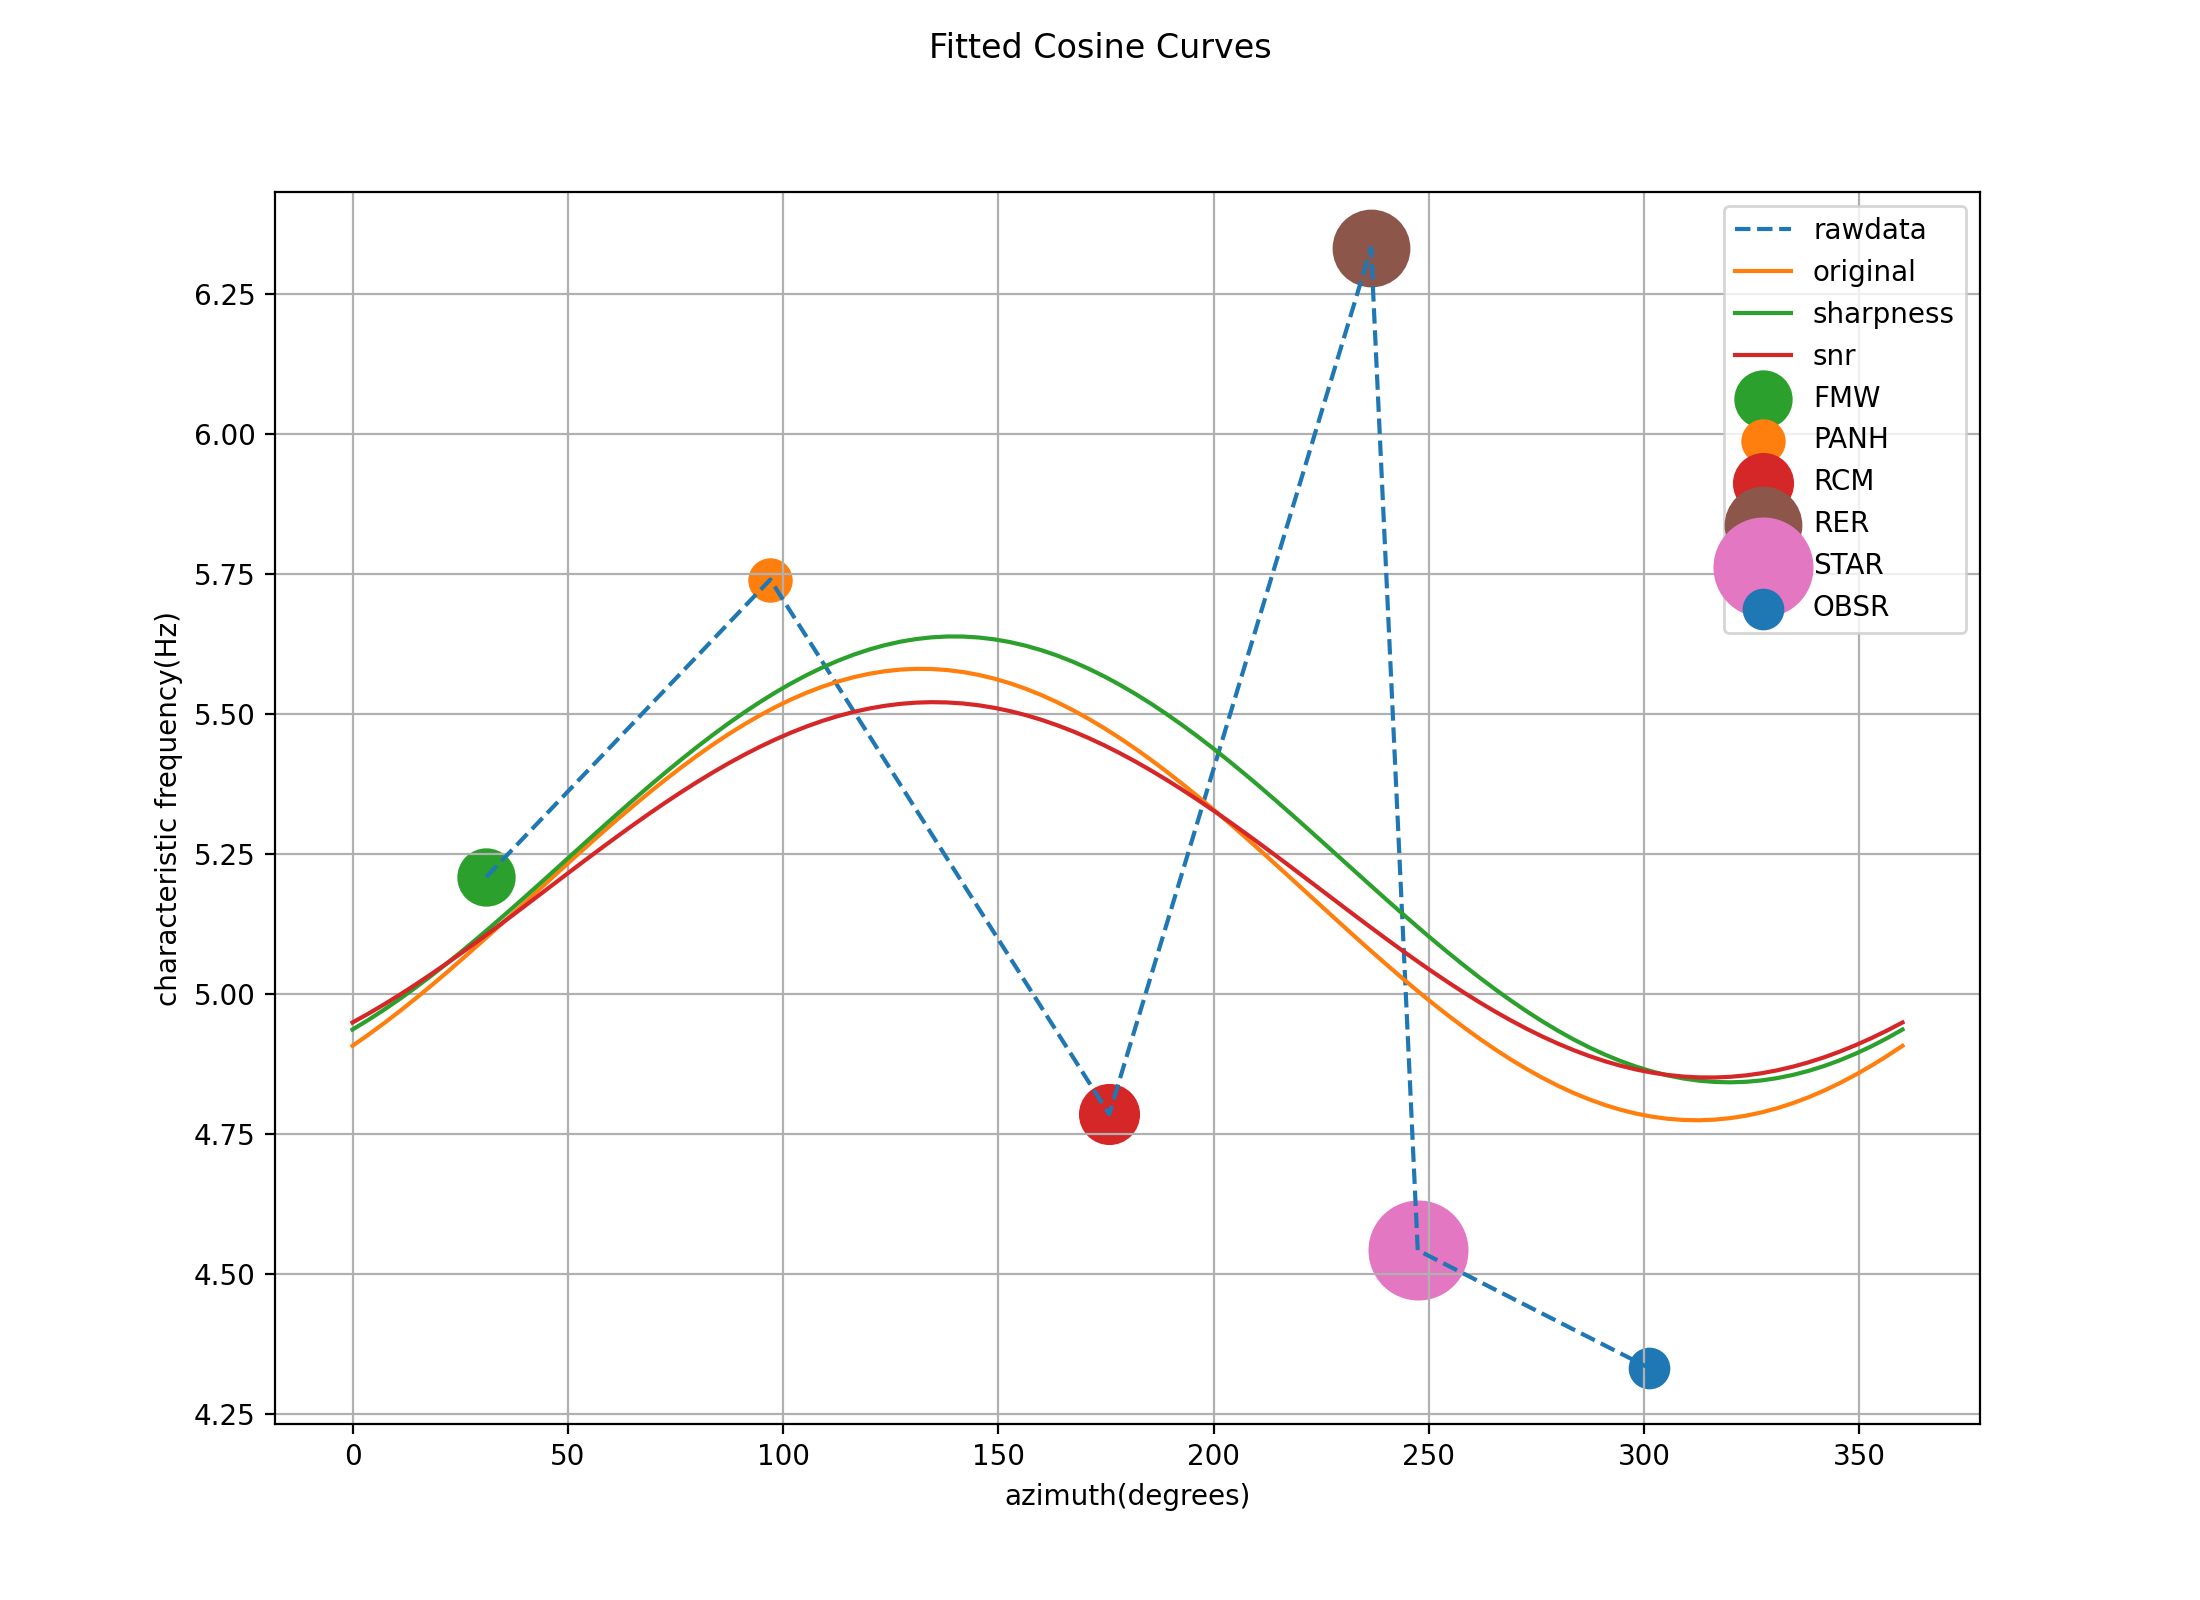 Fitted Cosine Curves
characteristic frequency(Hz)
6.25
6.00
5.75
5.50
5.25
5.00
4.75
4.50
4.25
0 50 100 150 200 250 300 350
azimuth(degrees)
rawdata
original
sharpness
snr
FMW
PANH
RCM
RER
STAR
OBSR